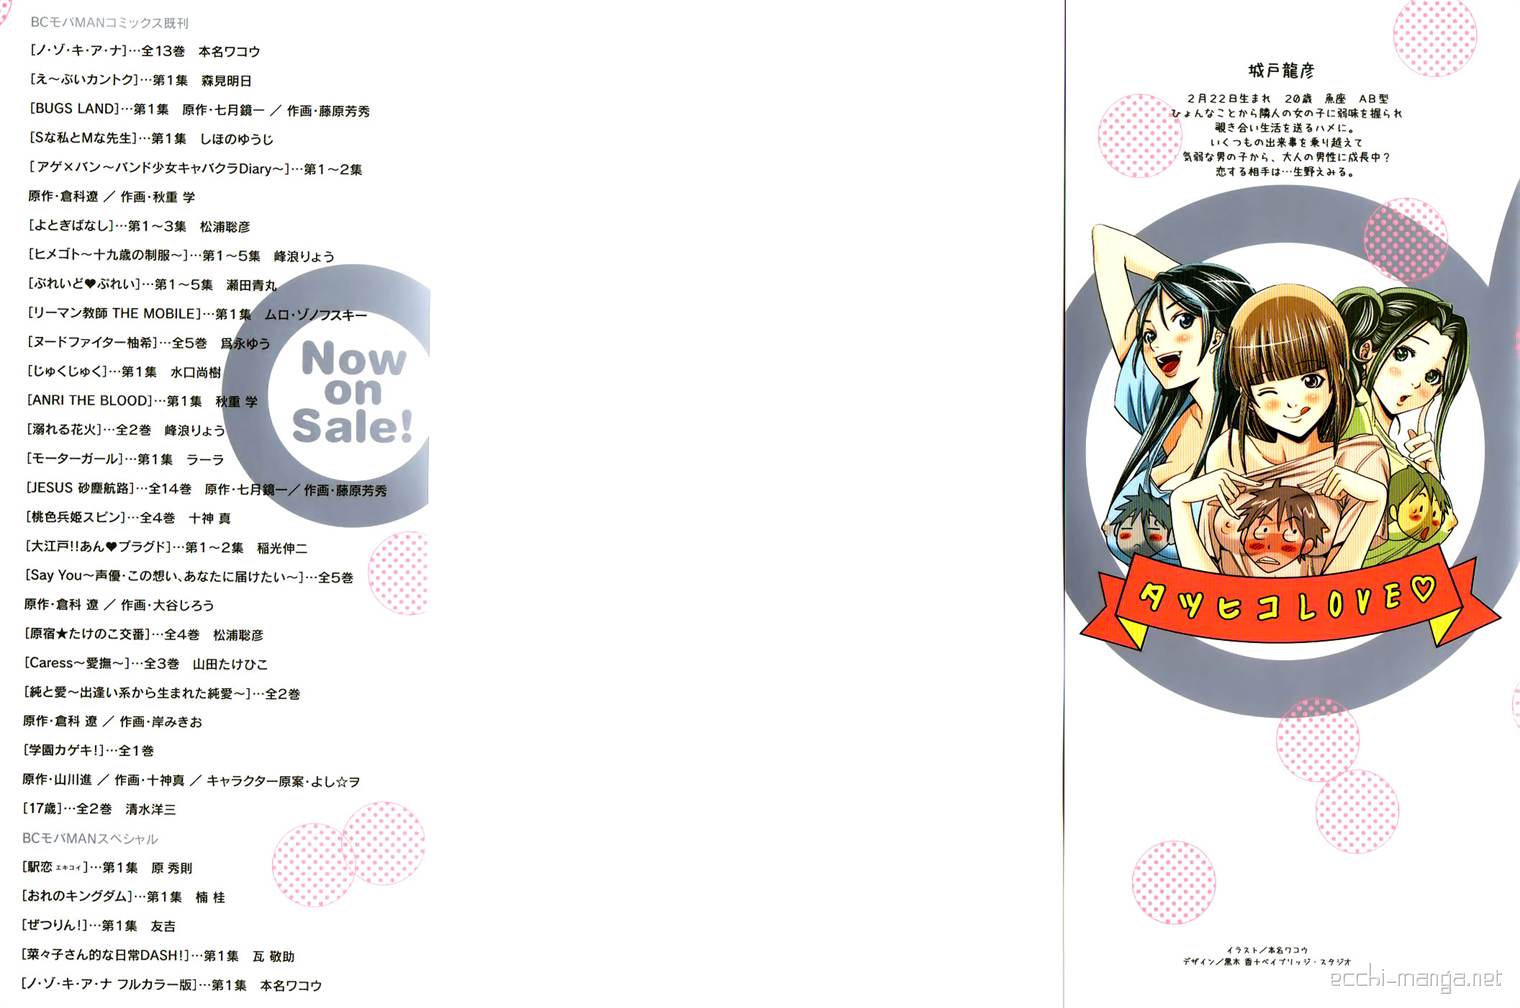 BCモバMANコミックス既刊
[ノ・ゾ・キ・ア・ナ]…全13巻 本名ワコウ
[え〜ぶいカントク]…第1集 森見明日
[BUGS LAND]…第1集 原作・七月鏡一 ／ 作画・藤原芳秀
[Sな私とMな先生]…第1集 しほのゆうじ
[アゲ×バン〜バンド少女キャバクラDiary〜]…第1〜2集
原作・倉科遼 ／ 作画・秋重 学
[よとぎばなし]…第1〜3集 松浦聡彦
[ヒメゴト〜十九歳の制服〜]…第1〜5集 峰浪りょう
[ぶれいど♥ぶれい]…第1〜5集 瀬田青丸
[リーマン教師 THE MOBILE]…第1集 ムロ・ゾノフスキー
[ヌードファイター柚希]…全5巻 爲永ゆう
[じゅくじゅく]…第1集 水口尚樹
[ANRI THE BLOOD]…第1集 秋重 学
[溺れる花火]…全2巻 峰浪りょう
[モーターガール]…第1集 ラーラ
[JESUS 砂塵航路]…全14巻 原作・七月鏡一／ 作画・藤原芳秀
[桃色兵姫スピン]…全4巻 十神 真
[大江戸!!あん♥プラグド]…第1〜2集 稲光伸二
[Say You〜声優・この想い、あなたに届けたい〜]…全5巻
原作・倉科 遼 ／ 作画・大谷じろう
[原宿★たけのこ交番]…全4巻 松浦聡彦
[Caress〜愛撫〜]…全3巻 山田たけひこ
[純と愛〜出逢い系から生まれた純愛〜]…全2巻
原作・倉科 遼 ／ 作画・岸みきお
[学園カゲキ!]…全1巻
原作・山川進 ／ 作画・十神真 ／ キャラクター原案・よし☆ヲ
[17歳]…全2巻 清水洋三
BCモバMANスペシャル
[駅恋 エキコイ]…第1集 原 秀則
[おれのキングダム]…第1集 楠 桂
[ぜつりん!]…第1集 友吉
[菜々子さん的な日常DASH!]…第1集 瓦 敬助
[ノ・ゾ・キ・ア・ナ フルカラー版]…第1集 本名ワコウ
Now
on
Sale!
城戸龍彦
2月22日生まれ 20歳 魚座 AB型
ひょんなことから隣人の女の子に弱味を握られ
覗き合い生活を送るハメに。
いくつもの出来事を乗り越えて
気弱な男の子から、大人の男性に成長中?
恋する相手は…生野えみる。
タツヒコLOVE♡
イラスト／本名ワコウ
デザイン／黒木 香＋ベイブリッジ・スタジオ
ecchi-manga.net